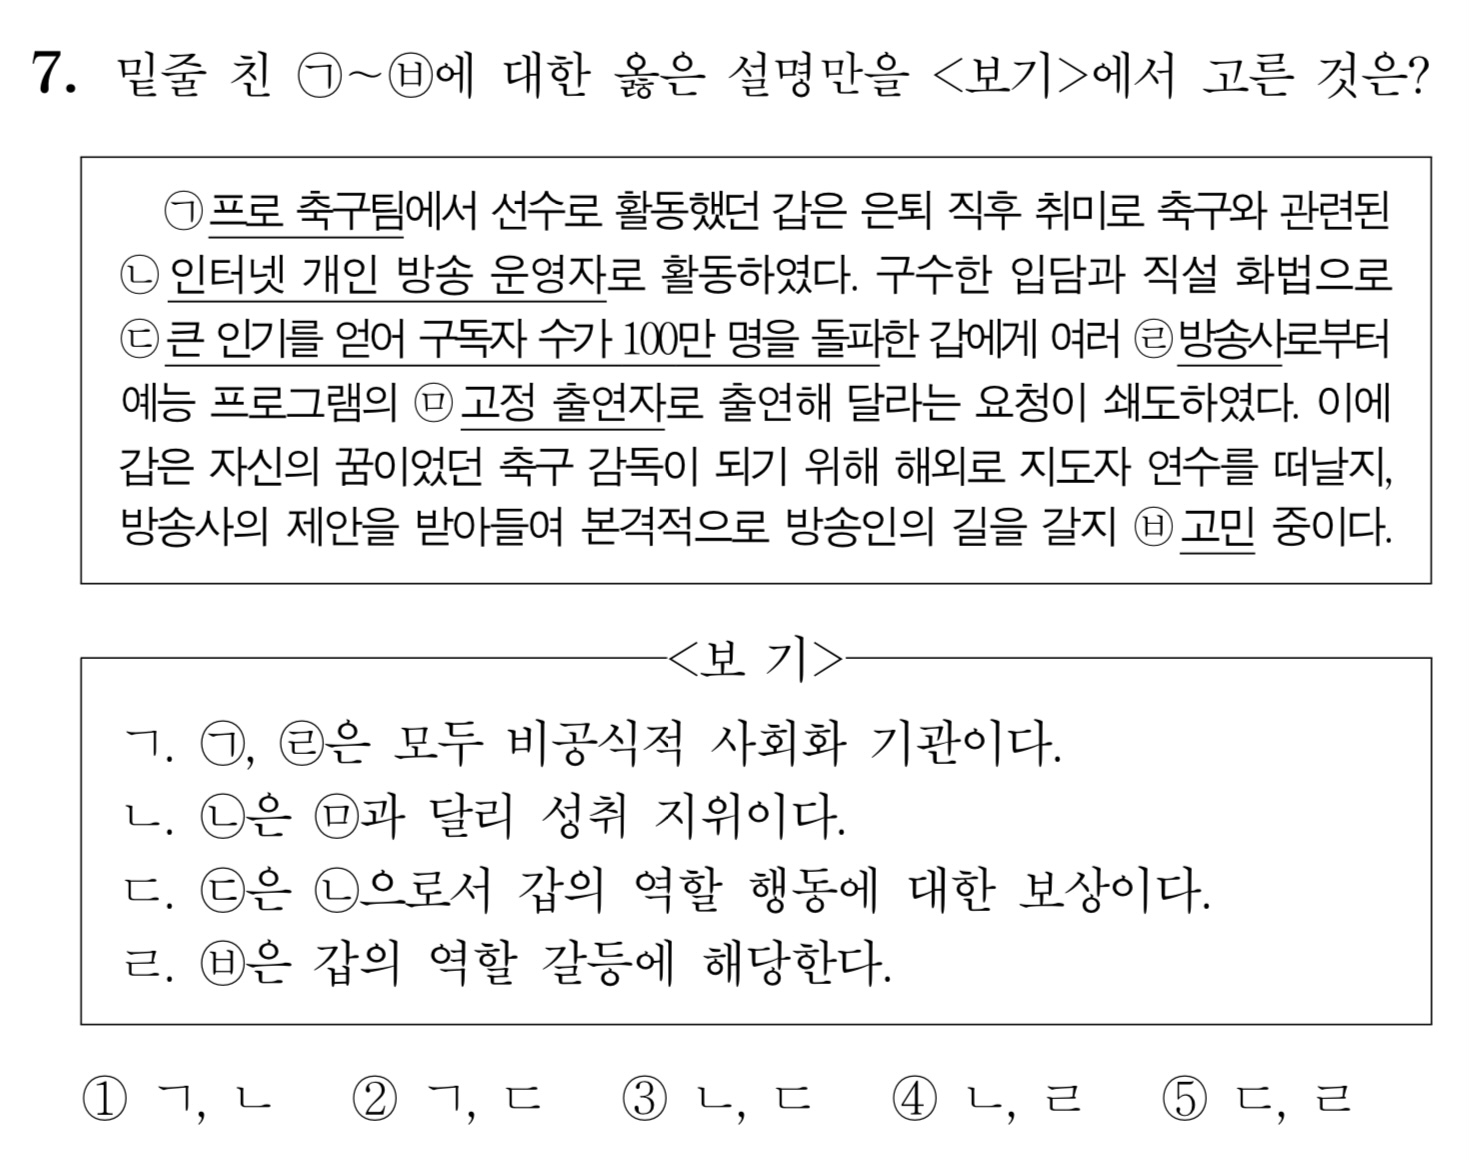 7. 밑줄 친 ㉠~㉥에 대한 옳은 설명만을 <보기>에서 고른 것은?
㉠프로 축구팀에서 선수로 활동했던 갑은 은퇴 직후 취미로 축구와 관련된
㉡인터넷 개인 방송 운영자로 활동하였다. 구수한 입담과 직설 화법으로
㉢큰 인기를 얻어 구독자 수가 100만 명을 돌파한 갑에게 여러 ㉣방송사로부터
예능 프로그램의 ㉤고정 출연자로 출연해 달라는 요청이 쇄도하였다. 이에
갑은 자신의 꿈이었던 축구 감독이 되기 위해 해외로 지도자 연수를 떠날지,
방송사의 제안을 받아들여 본격적으로 방송인의 길을 갈지 ㉥고민 중이다.
<보 기>
ㄱ. ㉠, ㉣은 모두 비공식적 사회화 기관이다.
ㄴ. ㉡은 ㉤과 달리 성취 지위이다.
ㄷ. ㉢은 ㉡으로서 갑의 역할 행동에 대한 보상이다.
ㄹ. ㉥은 갑의 역할 갈등에 해당한다.
① ㄱ, ㄴ ② ㄱ, ㄷ ③ ㄴ, ㄷ ④ ㄴ, ㄹ ⑤ ㄷ, ㄹ